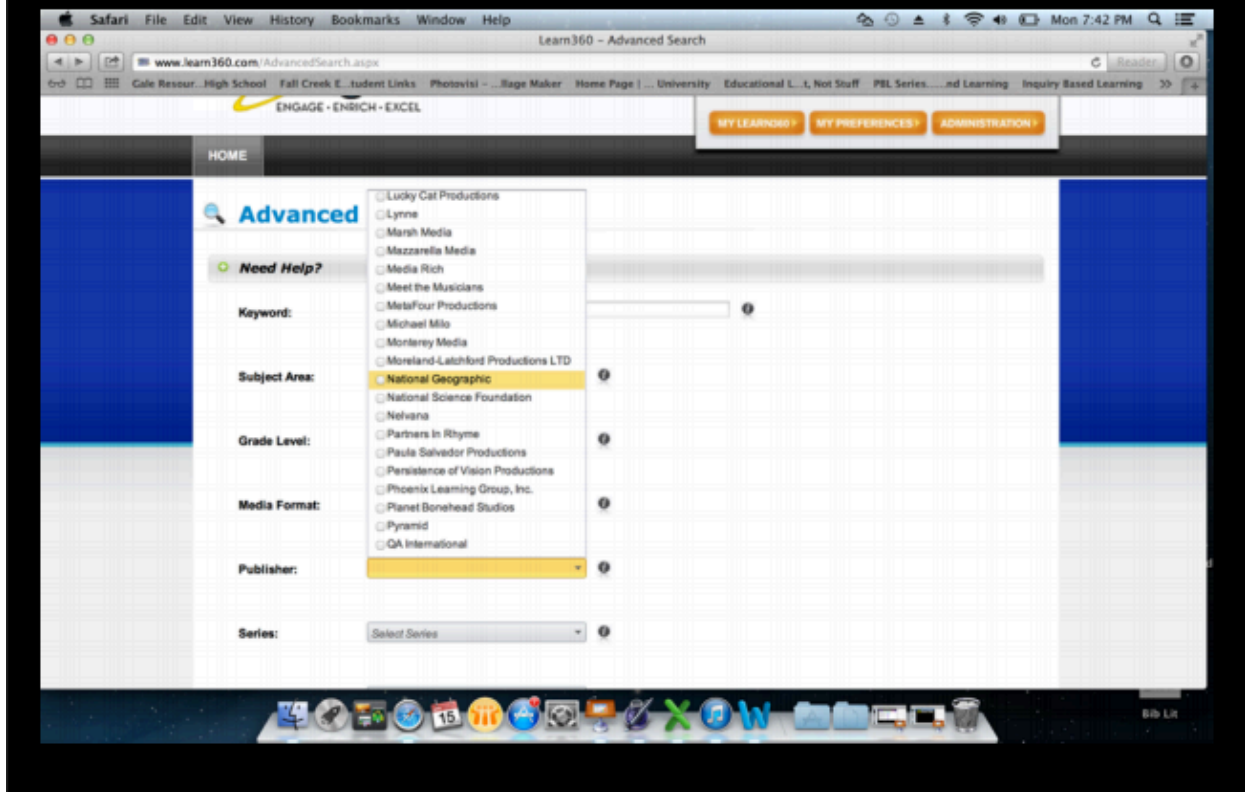 Safari File Edit View History Bookmarks Window Help Mon 7:42 PM
Learn360 – Advanced Search
www.learn360.com/AdvancedSearch.aspx Reader
Gale Resour...High School Fall Creek E...tudent Links Photovisi – ...llage Maker Home Page | ... University Educational L...t, Not Stuff PBL Series......nd Learning Inquiry Based Learning
ENGAGE • ENRICH • EXCEL
MY LEARN360 MY PREFERENCES ADMINISTRATION
HOME
Advanced
Need Help?
Keyword:
Subject Area:
Grade Level:
Media Format:
Publisher:
Series:
Lucky Cat Productions
Lynne
Marsh Media
Mazzarella Media
Media Rich
Meet the Musicians
MetaFour Productions
Michael Milo
Monterey Media
Moreland-Latchford Productions LTD
National Geographic
National Science Foundation
Nelvana
Partners In Rhyme
Paula Salvador Productions
Persistence of Vision Productions
Phoenix Learning Group, Inc.
Planet Bonehead Studios
Pyramid
QA International
Select Series
15
Bib Lit